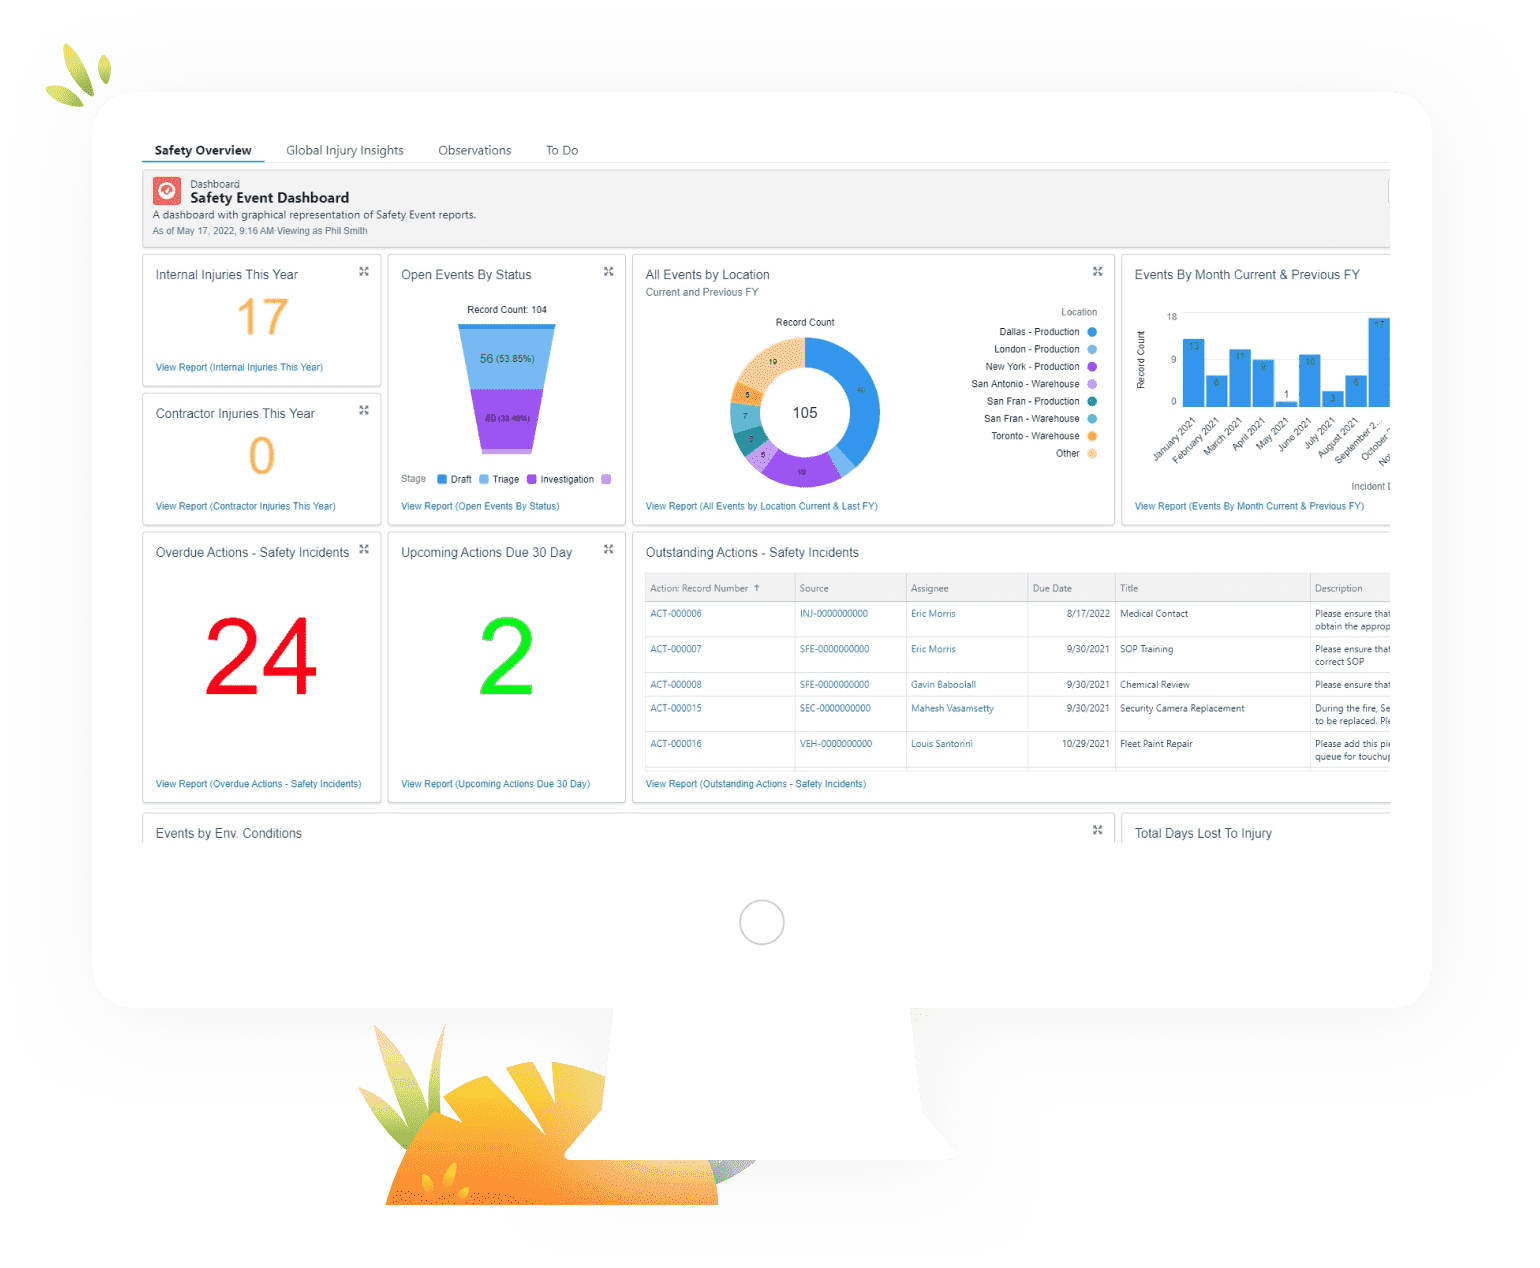 Safety Overview Global Injury Insights Observations To Do
Dashboard
Safety Event Dashboard
A dashboard with graphical representation of Safety Event reports.
As of May 17, 2022, 9:16 AM·Viewing as Phil Smith
Internal Injuries This Year
17
View Report (Internal Injuries This Year)
Contractor Injuries This Year
0
View Report (Contractor Injuries This Year)
Open Events By Status
Record Count: 104
56 (53.85%)
40 (38.46%)
Stage Draft Triage Investigation
View Report (Open Events By Status)
All Events by Location
Current and Previous FY
Record Count
19
40
5
7
105
5
19
Location
Dallas - Production
London - Production
New York - Production
San Antonio - Warehouse
San Fran - Production
San Fran - Warehouse
Toronto - Warehouse
Other
View Report (All Events by Location Current & Last FY)
Events By Month Current & Previous FY
Record Count
18
9
0
13
6
11
9
1
10
3
6
17
January 2021
February 2021
March 2021
April 2021
May 2021
June 2021
July 2021
August 2021
September 2...
October
No
Incident
View Report (Events By Month Current & Previous FY)
Overdue Actions - Safety Incidents
24
View Report (Overdue Actions - Safety Incidents)
Upcoming Actions Due 30 Day
2
View Report (Upcoming Actions Due 30 Day)
Outstanding Actions - Safety Incidents
Action: Record Number ↑ Source Assignee Due Date Title Description
ACT-000006 INJ-0000000000 Eric Morris 8/17/2022 Medical Contact Please ensure that
obtain the approp
ACT-000007 SFE-0000000000 Eric Morris 9/30/2021 SOP Training Please ensure that
correct SOP
ACT-000008 SFE-0000000000 Gavin Baboolall 9/30/2021 Chemical Review Please ensure that
ACT-000015 SEC-0000000000 Mahesh Vasamsetty 9/30/2021 Security Camera Replacement During the fire, Se
to be replaced. Ple
ACT-000016 VEH-0000000000 Louis Santorini 10/29/2021 Fleet Paint Repair Please add this pie
queue for touchup
View Report (Outstanding Actions - Safety Incidents)
Events by Env. Conditions
Total Days Lost To Injury